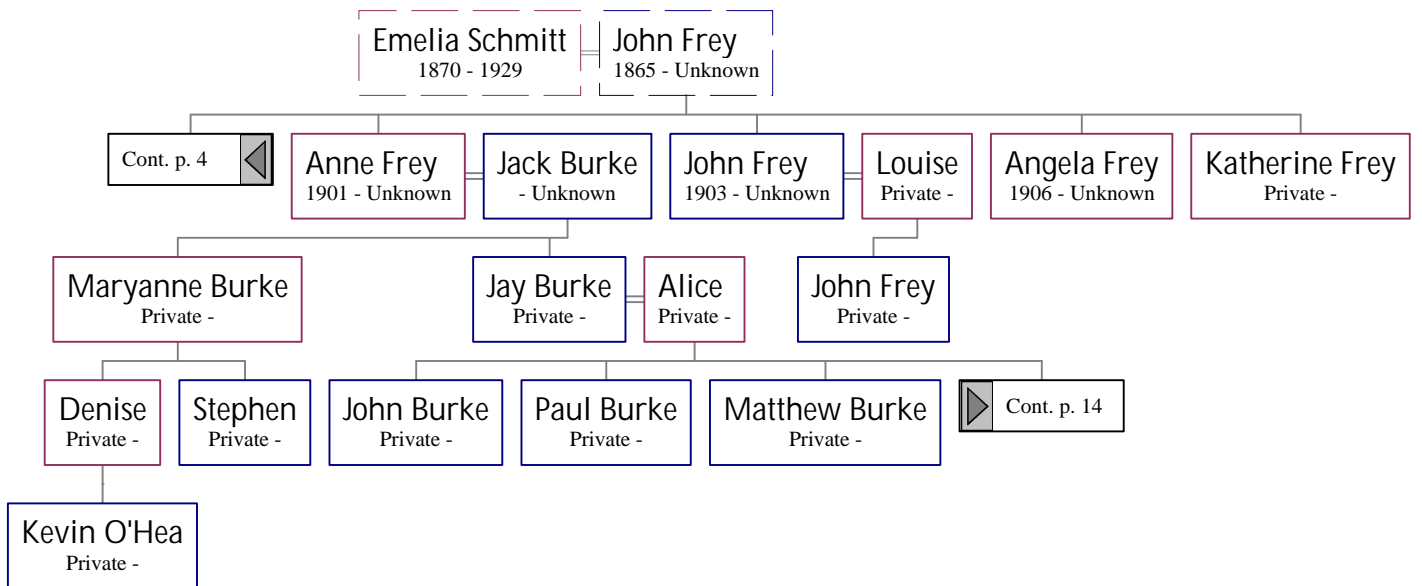 Emelia Schmitt
1870 - 1929
John Frey
1865 - Unknown
Cont. p. 4
Anne Frey
1901 - Unknown
Jack Burke
- Unknown
John Frey
1903 - Unknown
Louise
Private -
Angela Frey
1906 - Unknown
Katherine Frey
Private -
Maryanne Burke
Private -
Jay Burke
Private -
Alice
Private -
John Frey
Private -
Denise
Private -
Stephen
Private -
John Burke
Private -
Paul Burke
Private -
Matthew Burke
Private -
Cont. p. 14
Kevin O'Hea
Private -